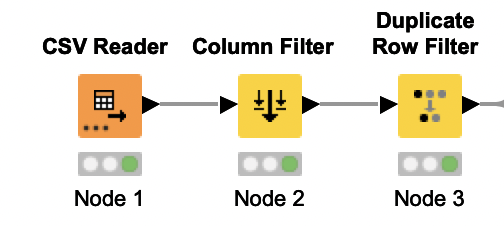 CSV Reader
Column Filter
Duplicate
Row Filter
Node 1
Node 2
Node 3